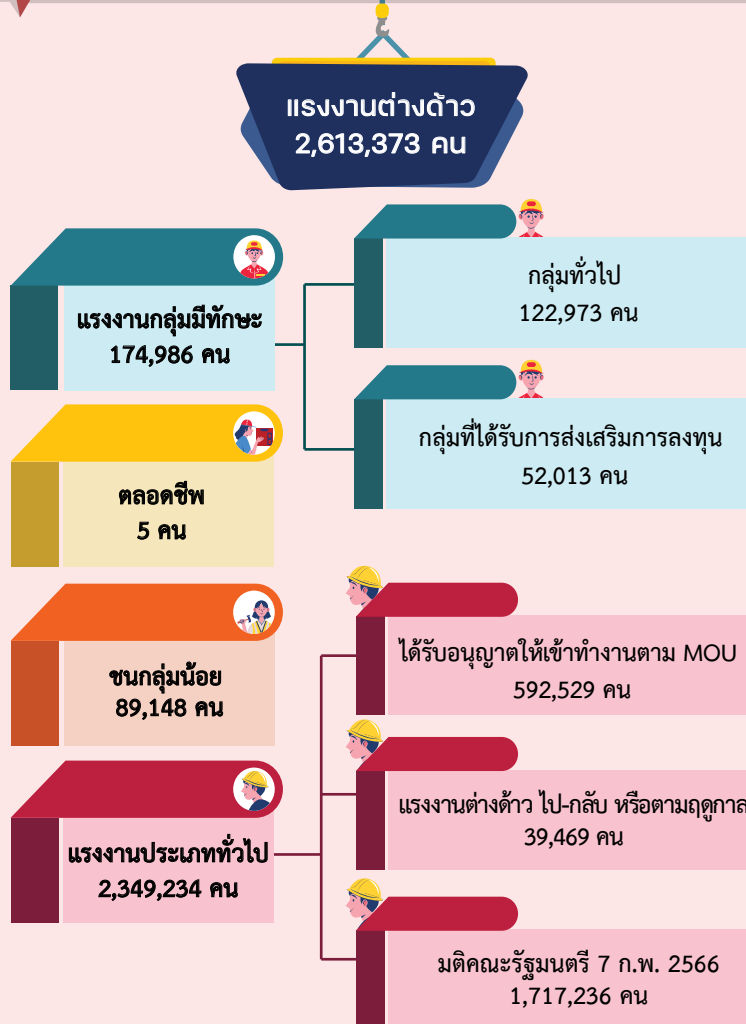 แรงงานต่างด้าว
2,613,373 คน
แรงงานกลุ่มมีทักษะ
174,986 คน
กลุ่มทั่วไป
122,973 คน
กลุ่มที่ได้รับการส่งเสริมการลงทุน
52,013 คน
ตลอดชีพ
5 คน
ชนกลุ่มน้อย
89,148 คน
แรงงานประเภททั่วไป
2,349,234 คน
ได้รับอนุญาตให้เข้าทำงานตาม MOU
592,529 คน
แรงงานต่างด้าว ไป-กลับ หรือตามฤดูกาล
39,469 คน
มติคณะรัฐมนตรี 7 ก.พ. 2566
1,717,236 คน